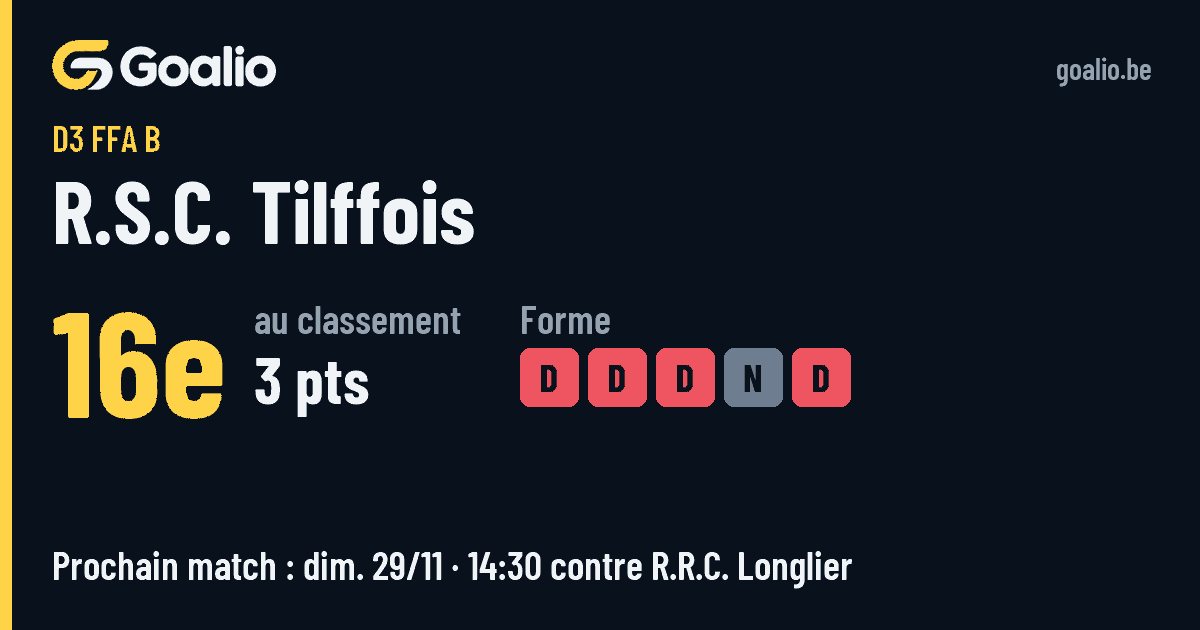 Goalio
goalio.be
D3 FFA B
R.S.C. Tilffois
16e
au classement
3 pts
Forme
D D D N D
Prochain match : dim. 29/11 · 14:30 contre R.R.C. Longlier